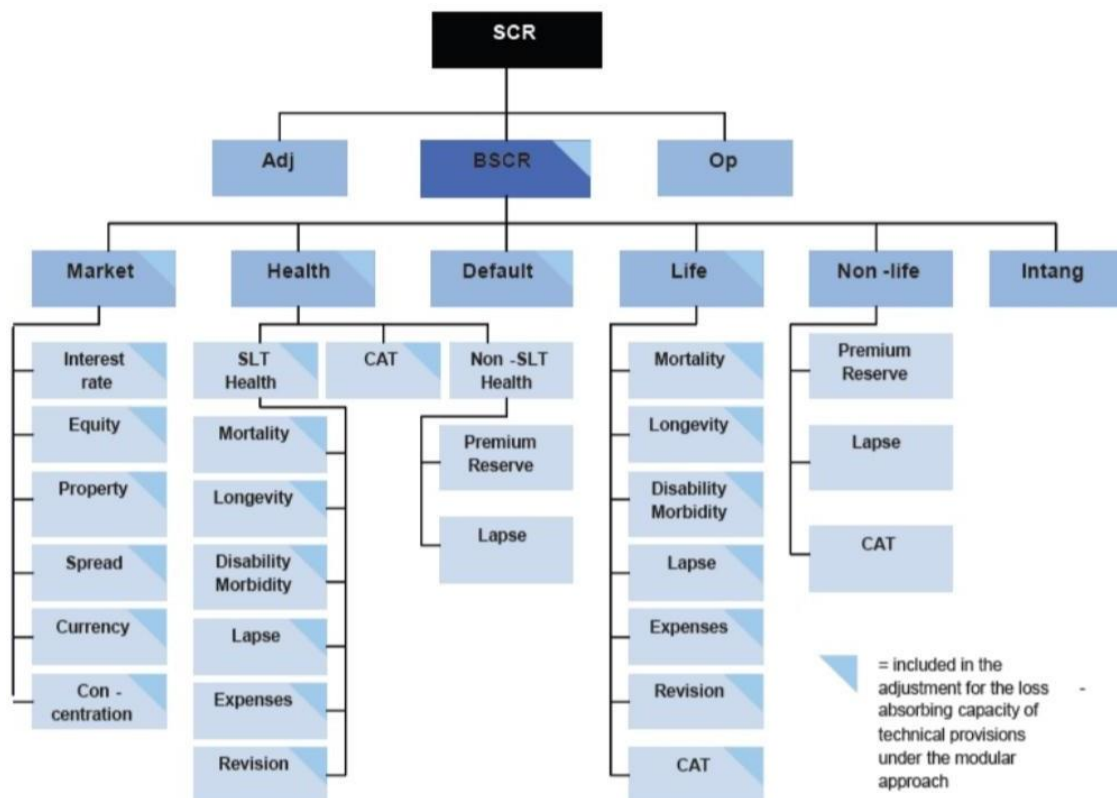 SCR
Adj
BSCR
Op
Market
Health
Default
Life
Non -life
Intang
Interest
rate
Equity
Property
Spread
Currency
Con -
centration
SLT
Health
Mortality
Longevity
Disability
Morbidity
Lapse
Expenses
Revision
CAT
Non -SLT
Health
Premium
Reserve
Lapse
Mortality
Longevity
Disability
Morbidity
Lapse
Expenses
Revision
CAT
Premium
Reserve
Lapse
CAT
= included in the
adjustment for the loss -
absorbing capacity of
technical provisions
under the modular
approach